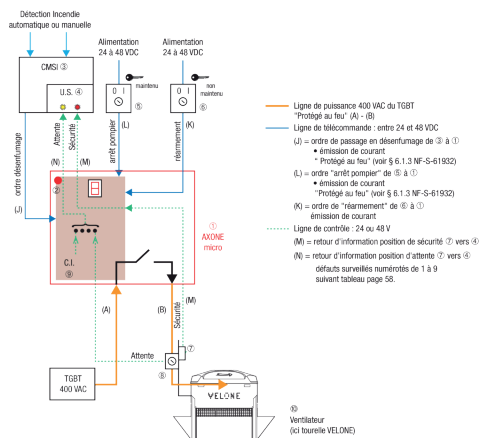 Détection Incendie
automatique ou manuelle
Alimentation
24 à 48 VDC
Alimentation
24 à 48 VDC
CMSI ③
U.S. ④
0 I
maintenu
⑤
0 I
non
maintenu
⑥
Attente
Sécurité
(N)
(M)
(L)
(K)
ordre désenfumage
arrêt pompier
réarmement
(J)
②
①
AXONE
micro
C.I.
⑨
(A)
(B)
Sécurité
(M)
Attente
⑦
⑧
TGBT
400 VAC
VELONE
⑩
Ventilateur
(ici tourelle VELONE)
Ligne de puissance 400 VAC du TGBT
"Protégé au feu" (A) - (B)
Ligne de télécommande : entre 24 et 48 VDC
(J) = ordre de passage en désenfumage de ③ à ①
• émission de courant
" Protégé au feu" (voir § 6.1.3 NF-S-61932)
(L) = ordre "arrêt pompier" de ⑤ à ①
• émission de courant
"Protégé au feu" (voir § 6.1.3 NF-S-61932)
(K) = ordre de "réarmement" de ⑥ à ①
émission de courant
Ligne de contrôle : 24 ou 48 V
(M) = retour d'information position de sécurité ⑦ vers ④
(N) = retour d'information position d'attente ⑦ vers ④
défauts surveillés numérotés de 1 à 9
suivant tableau page 58.